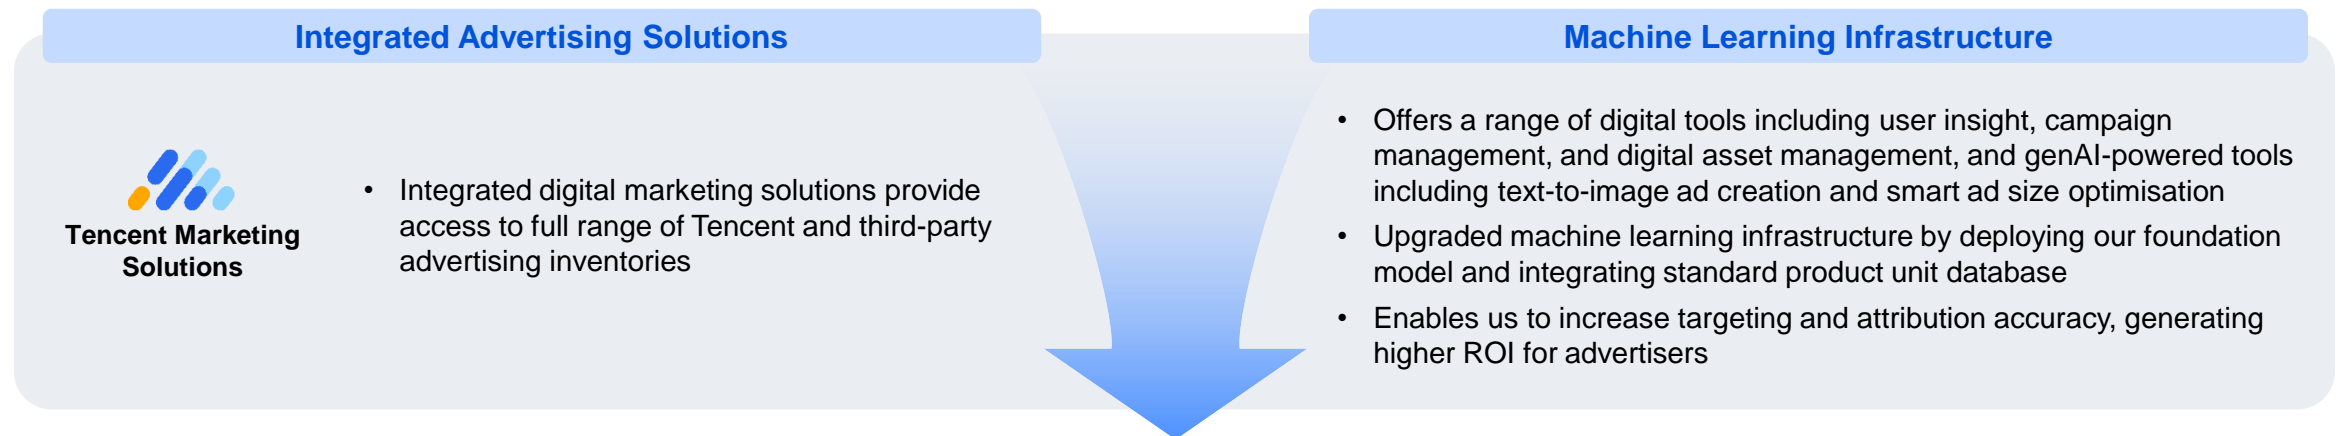 Integrated Advertising Solutions
Tencent Marketing
Solutions
• Integrated digital marketing solutions provide
access to full range of Tencent and third-party
advertising inventories
Machine Learning Infrastructure
• Offers a range of digital tools including user insight, campaign
management, and digital asset management, and genAI-powered tools
including text-to-image ad creation and smart ad size optimisation
• Upgraded machine learning infrastructure by deploying our foundation
model and integrating standard product unit database
• Enables us to increase targeting and attribution accuracy, generating
higher ROI for advertisers